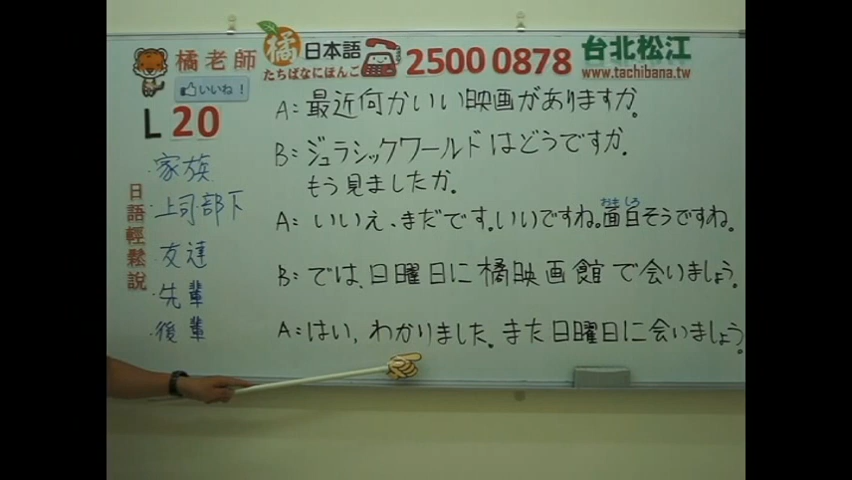 橘老師
いいね！
橘 日本語
たちばなにほんご
2500 0878
台北松江
www.tachibana.tw
L 20
日語輕鬆說
・家族
・上司・部下
・友達
・先輩
・後輩
A：最近何かいい映画がありますか。
B：ジュラシックワールドはどうですか。
もう見ましたか。
おもしろ
A：いいえ、まだです。いいですね。面白そうですね。
B：では、日曜日に橘映画館で会いましょう。
A：はい、わかりました。また日曜日に会いましょう。